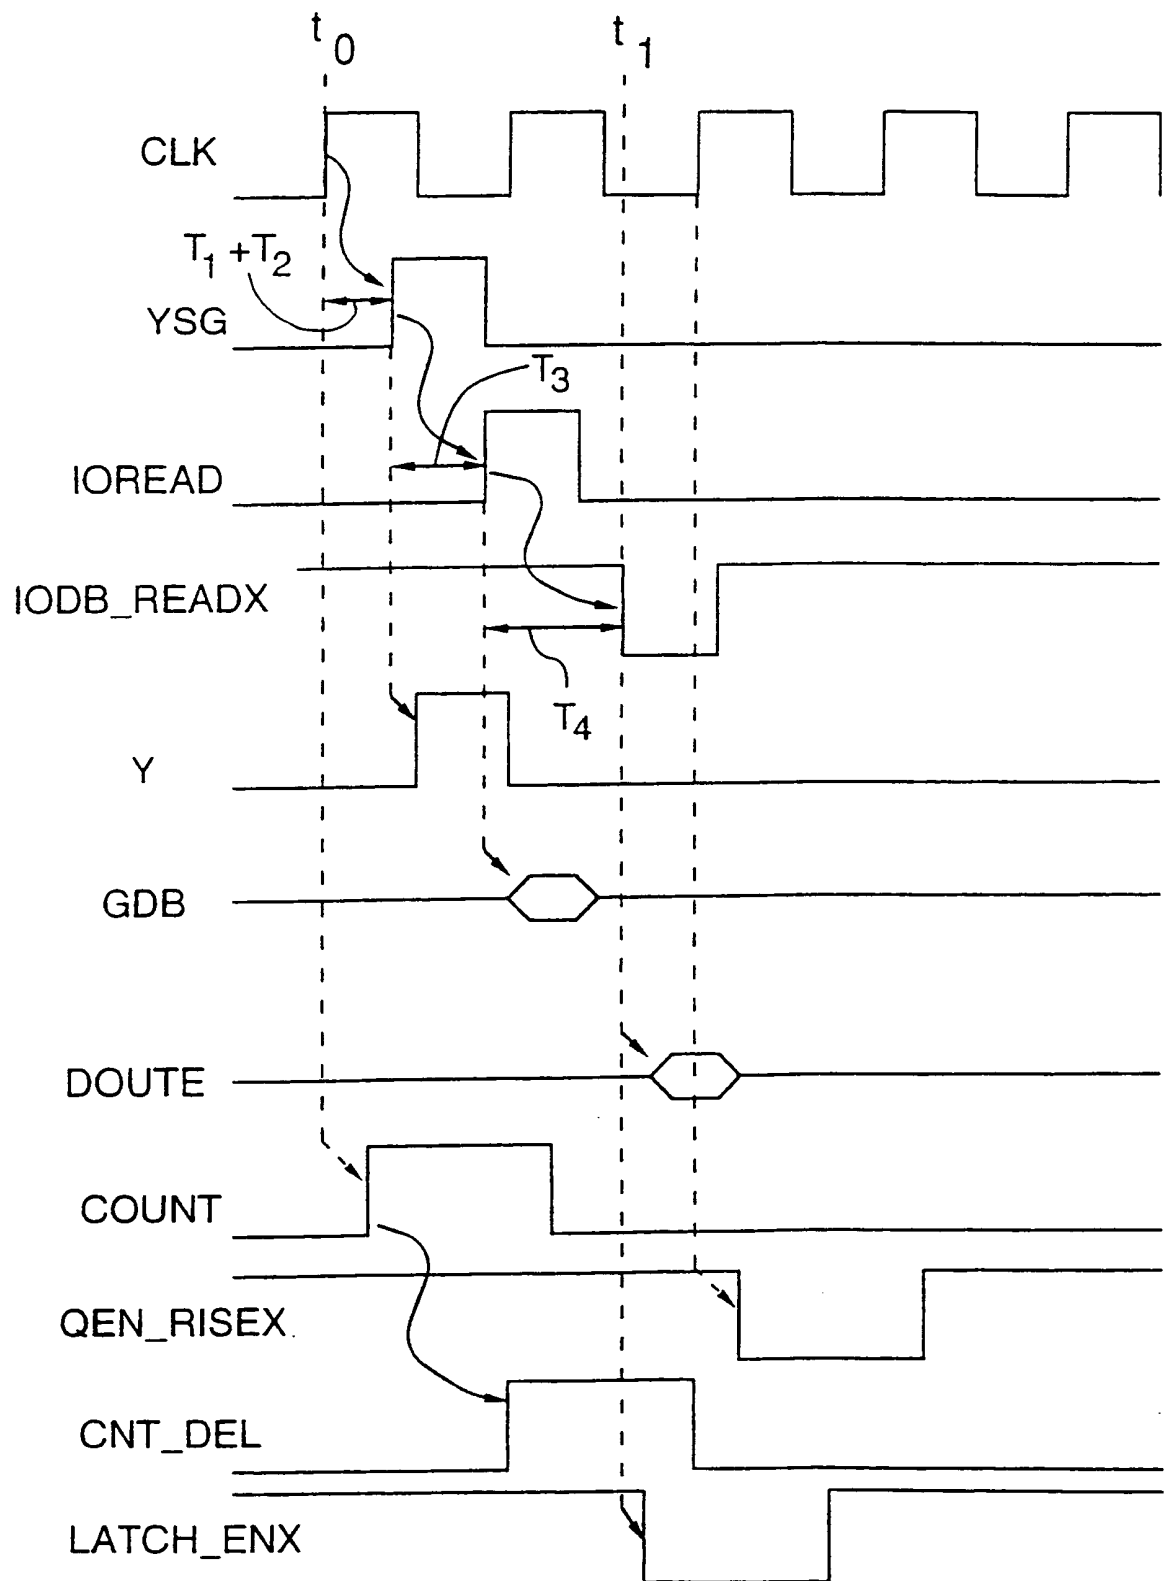 t0 t1
CLK
T1 +T2
YSG
T3
IOREAD
IODB_READX
T4
Y
GDB
DOUTE
COUNT
QEN_RISEX
CNT_DEL
LATCH_ENX